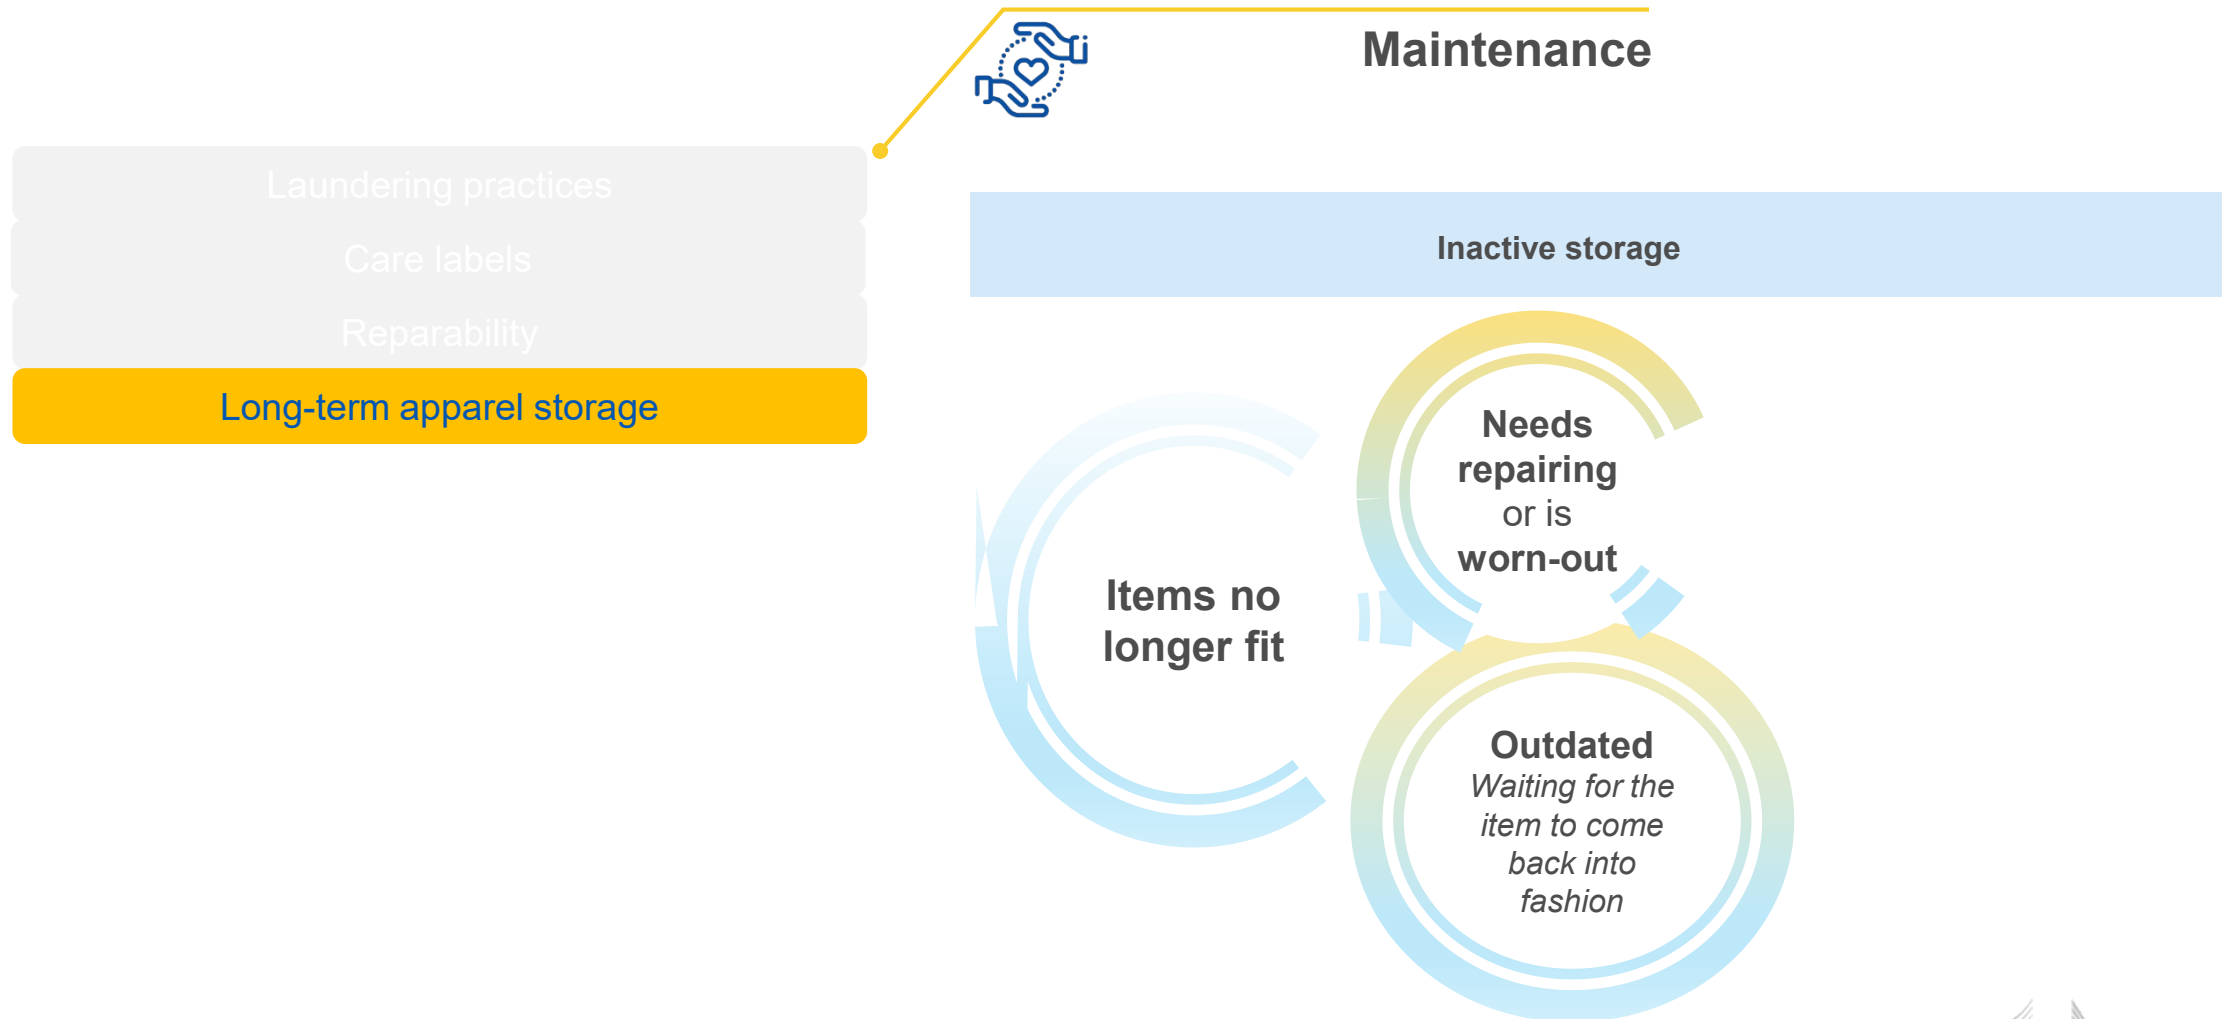 Maintenance
Laundering practices
Care labels
Reparability
Long-term apparel storage
Inactive storage
Needs
repairing
or is
worn-out
Items no
longer fit
Outdated
Waiting for the
item to come
back into
fashion